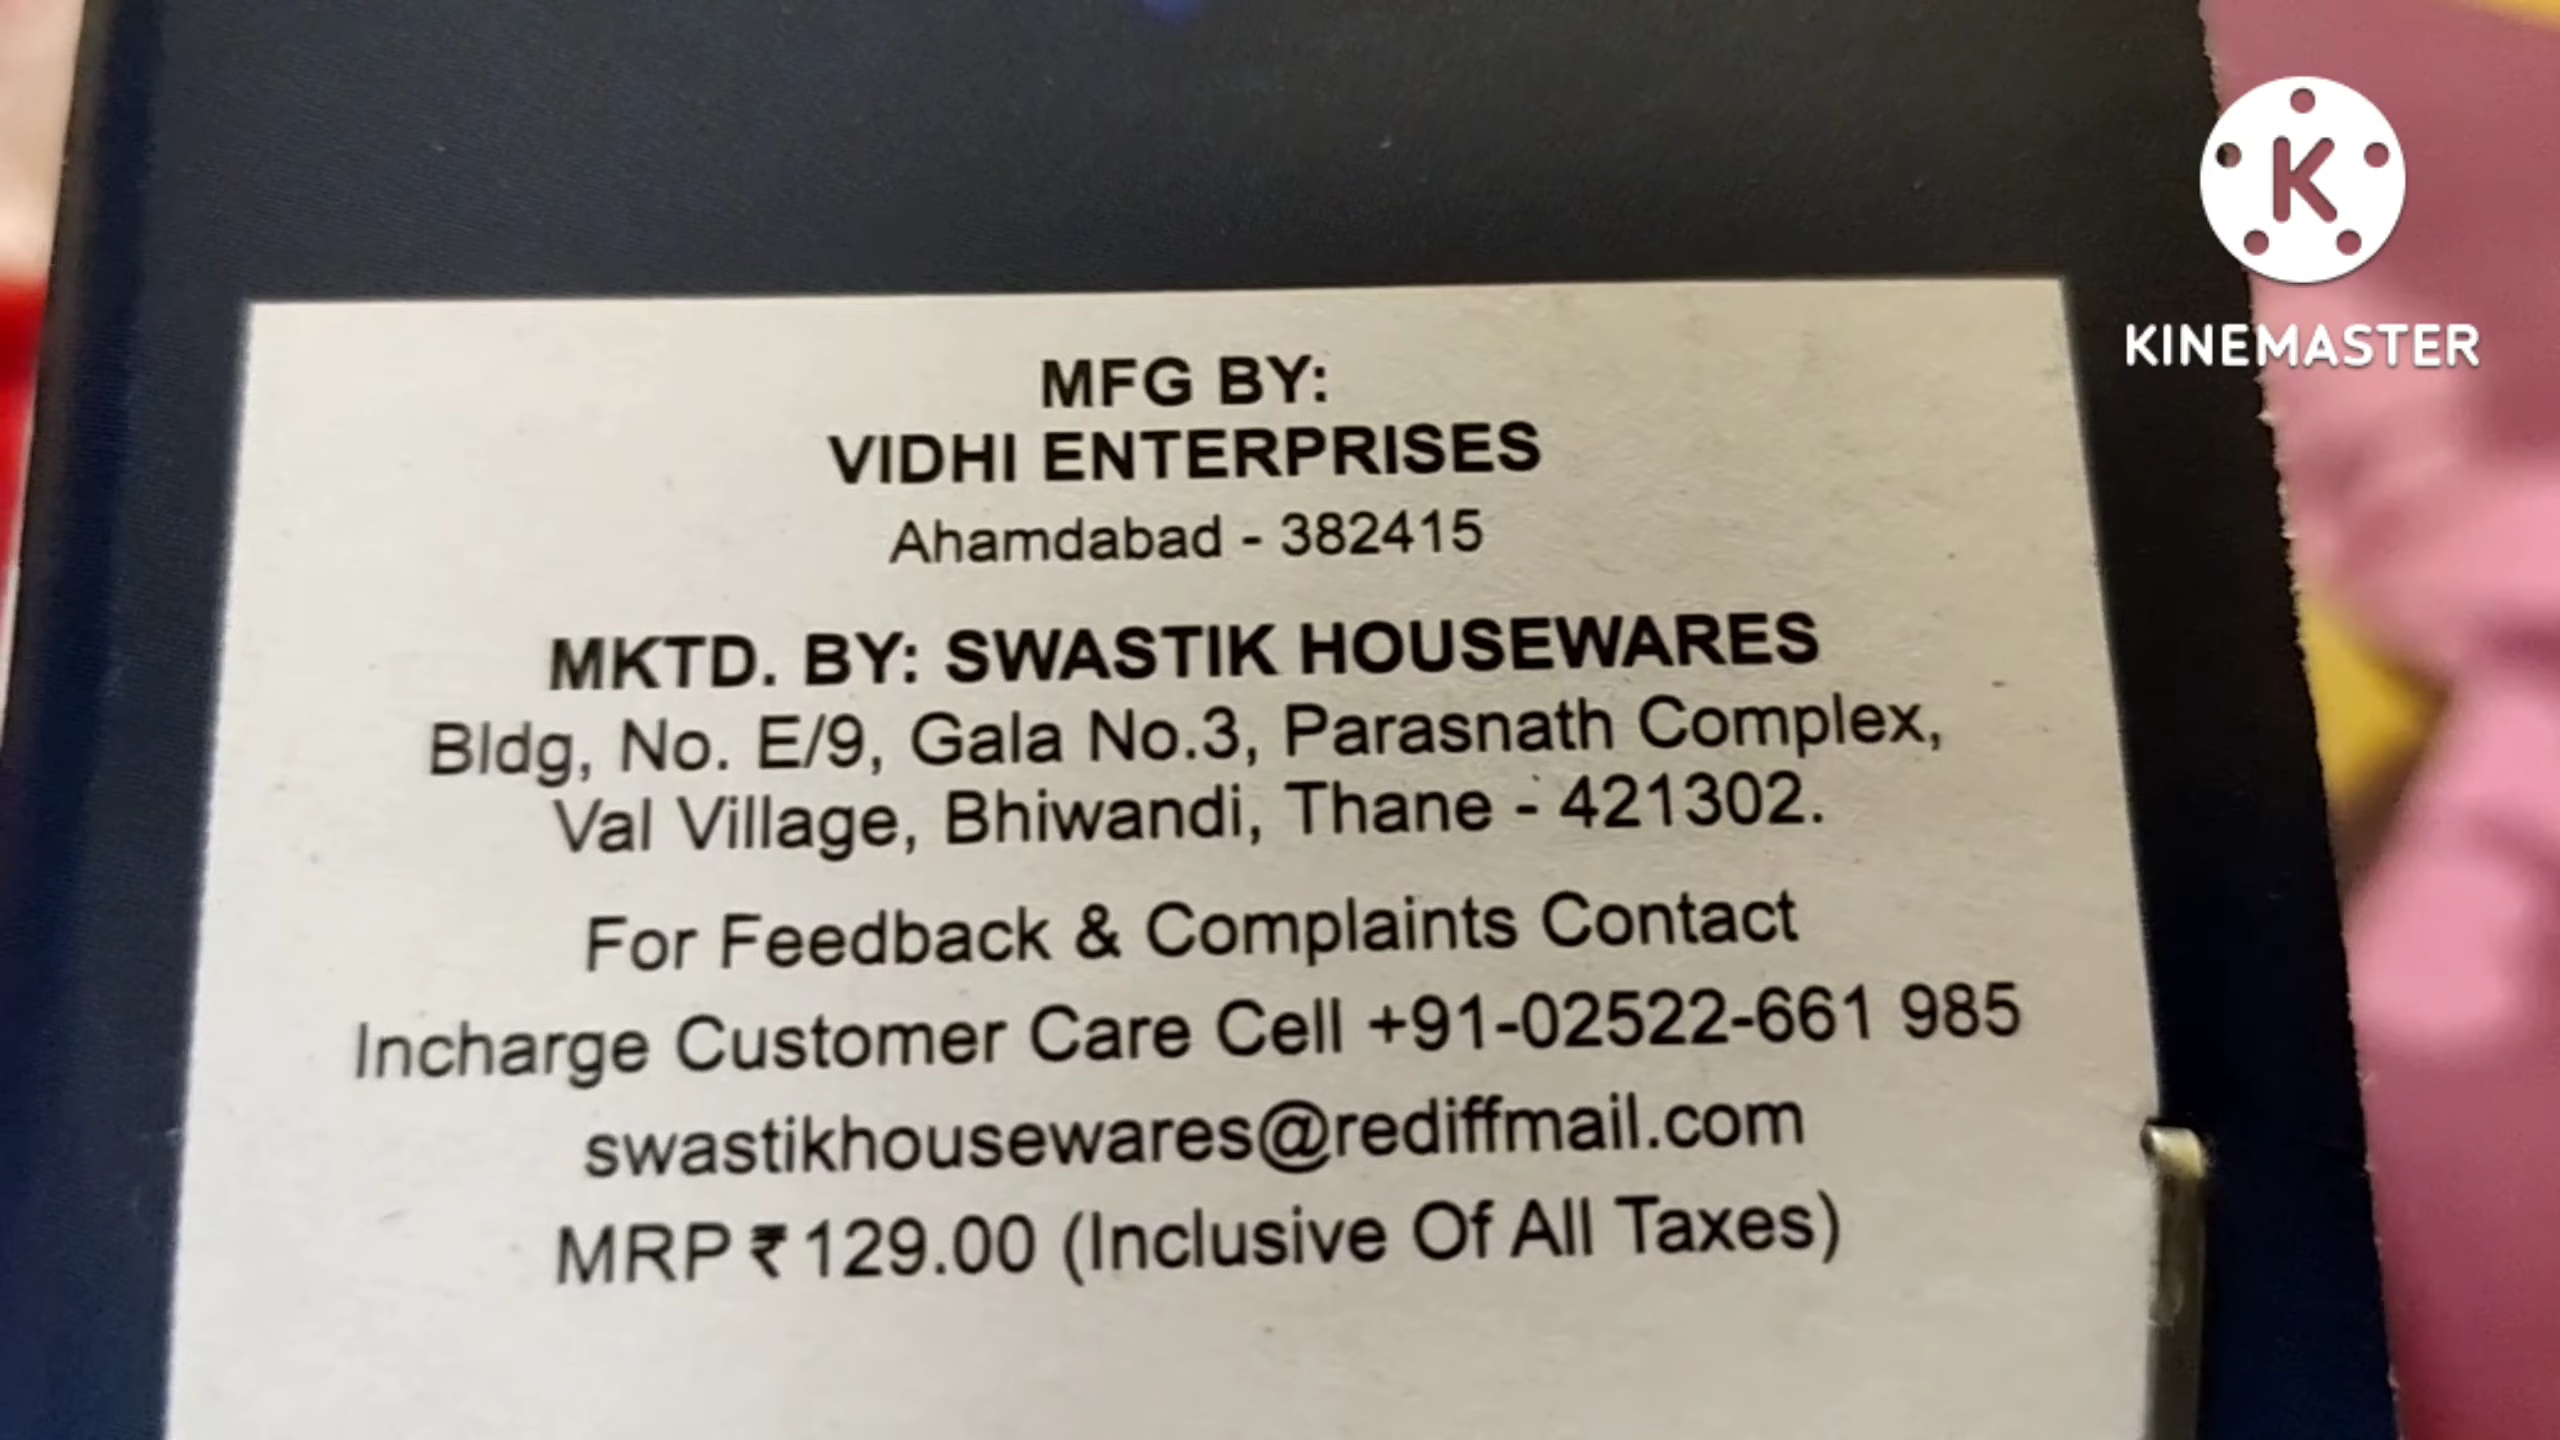 MFG BY:
VIDHI ENTERPRISES
Ahamdabad - 382415
MKTD. BY: SWASTIK HOUSEWARES
Bldg, No. E/9, Gala No.3, Parasnath Complex,
Val Village, Bhiwandi, Thane - 421302.
For Feedback & Complaints Contact
Incharge Customer Care Cell +91-02522-661 985
swastikhousewares@rediffmail.com
MRP ₹ 129.00 (Inclusive Of All Taxes)
K
KINEMASTER